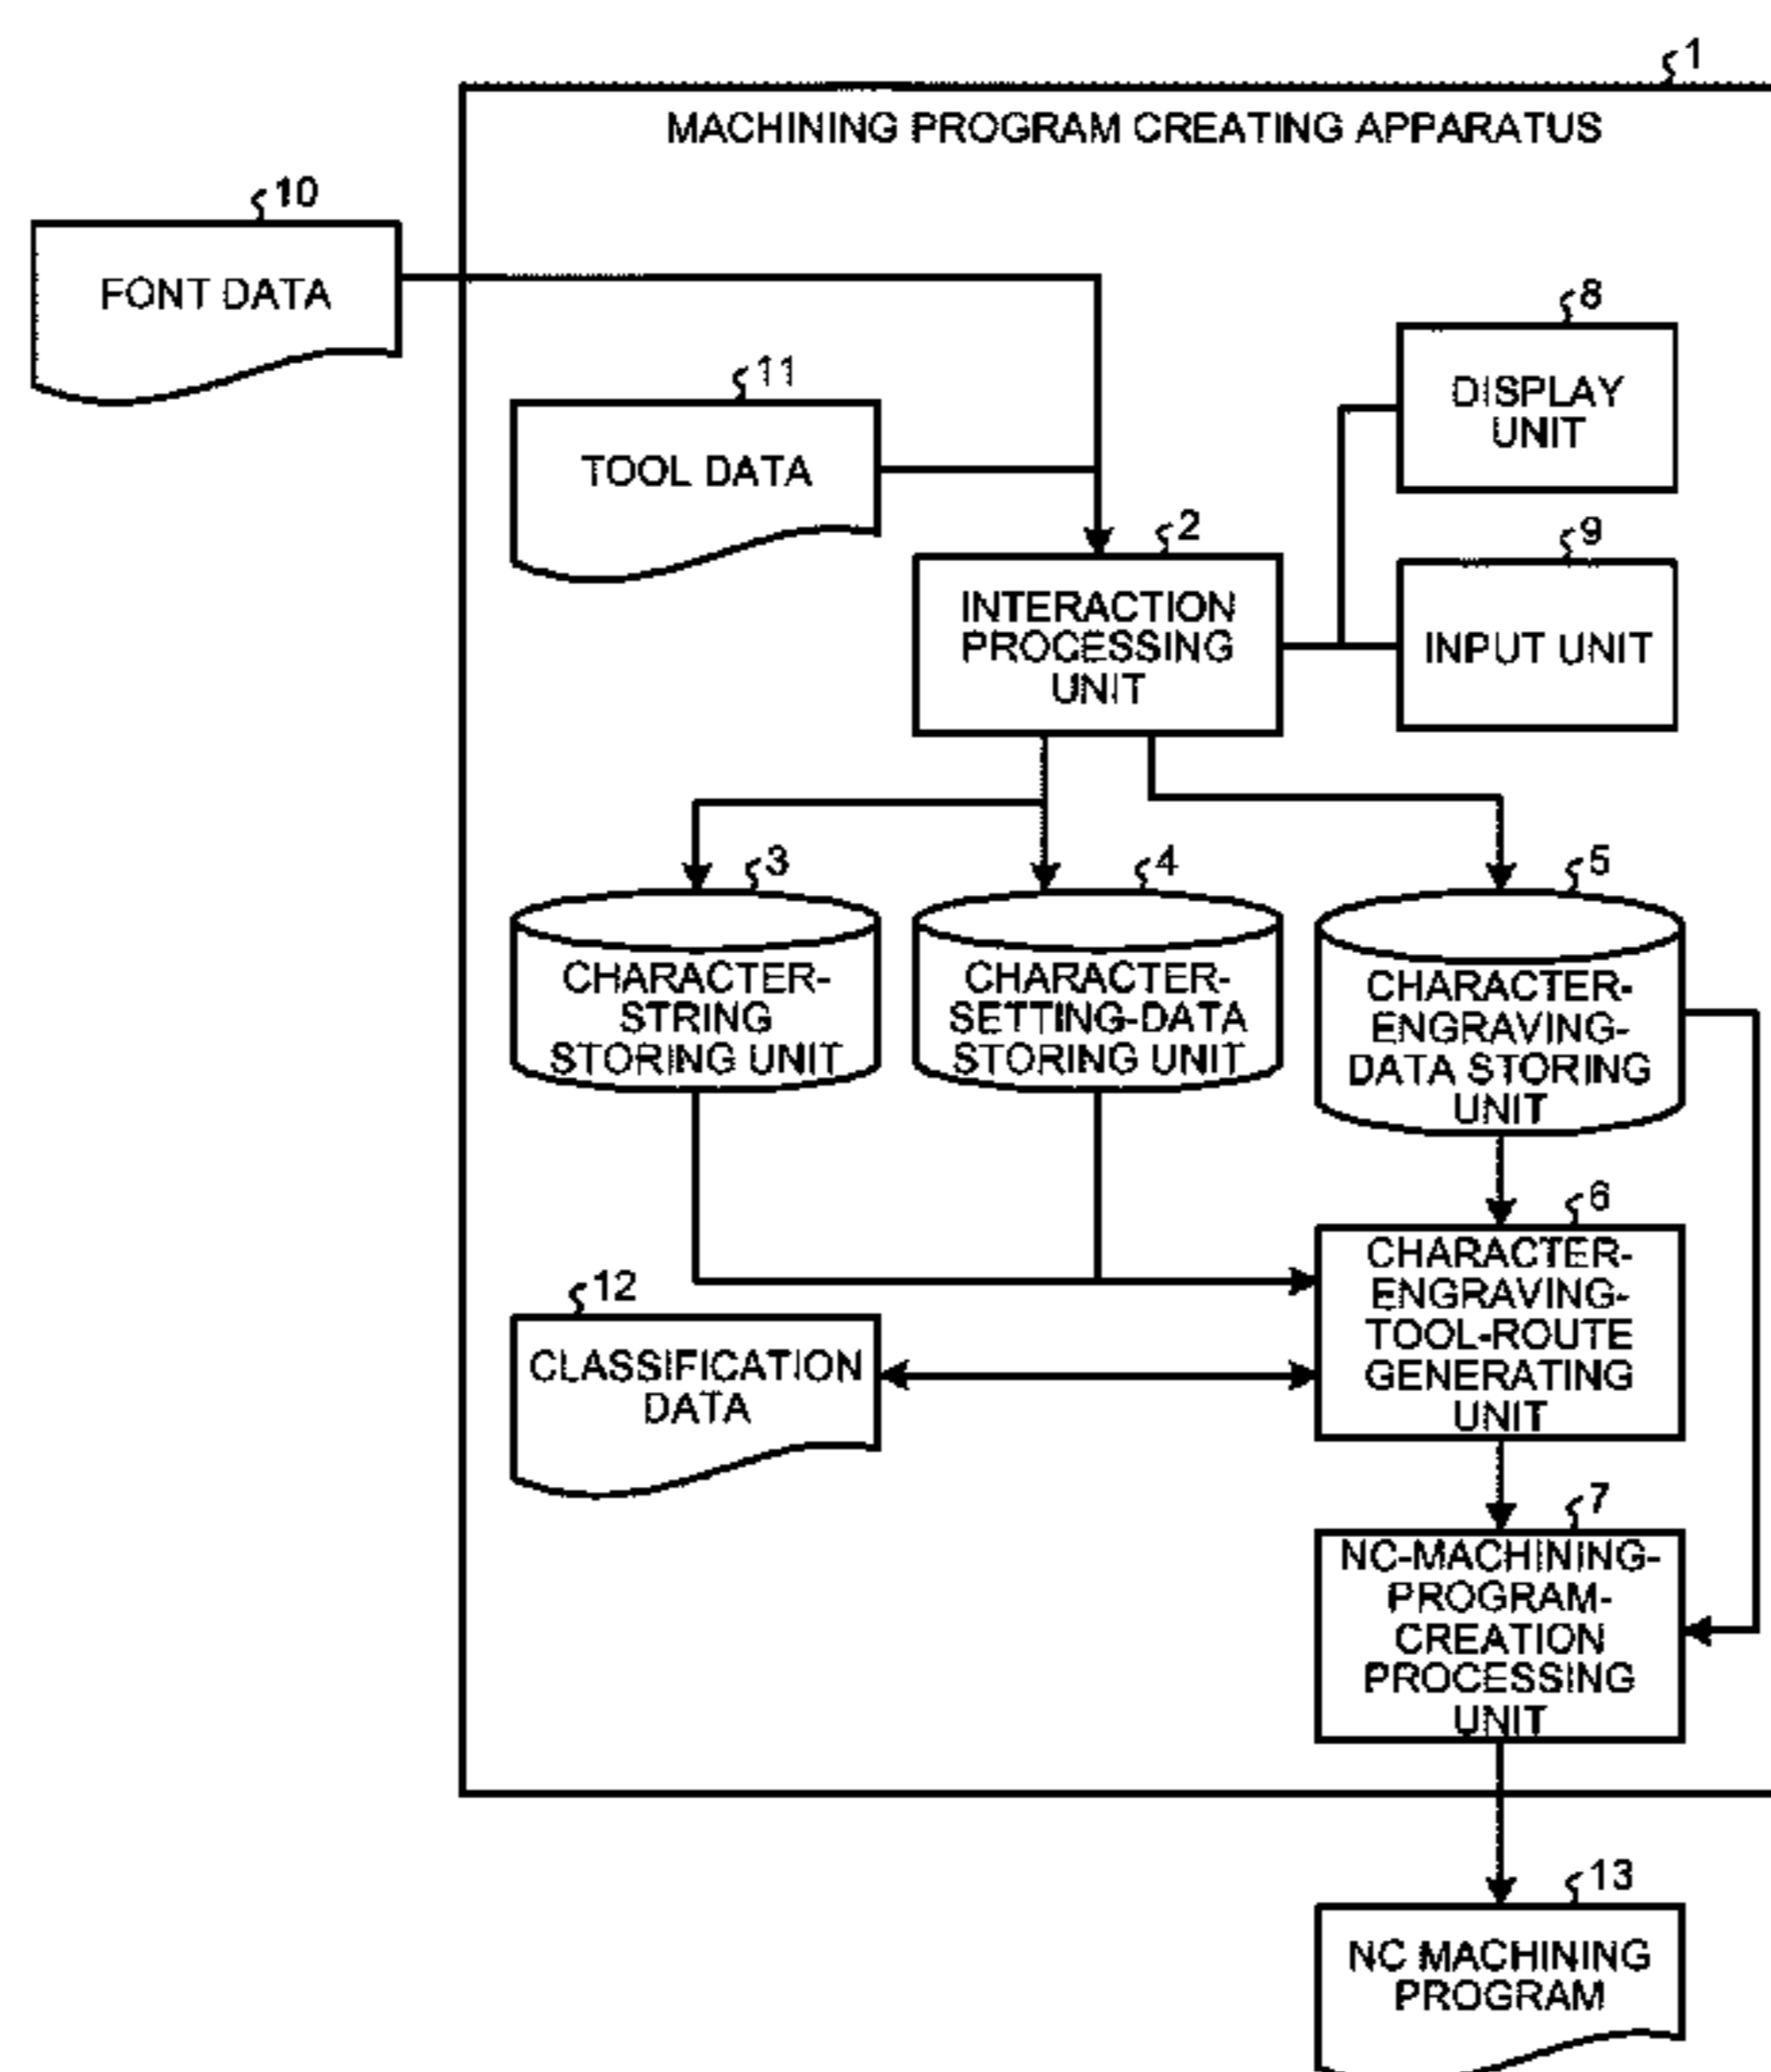 1
MACHINING PROGRAM CREATING APPARATUS
10
FONT DATA
8
DISPLAY
UNIT
11
TOOL DATA
2
INTERACTION
PROCESSING
UNIT
9
INPUT UNIT
3
CHARACTER-
STRING
STORING UNIT
4
CHARACTER-
SETTING-DATA
STORING UNIT
5
CHARACTER-
ENGRAVING-
DATA STORING
UNIT
6
CHARACTER-
ENGRAVING-
TOOL-ROUTE
GENERATING
UNIT
12
CLASSIFICATION
DATA
7
NC-MACHINING-
PROGRAM-
CREATION
PROCESSING
UNIT
13
NC MACHINING
PROGRAM